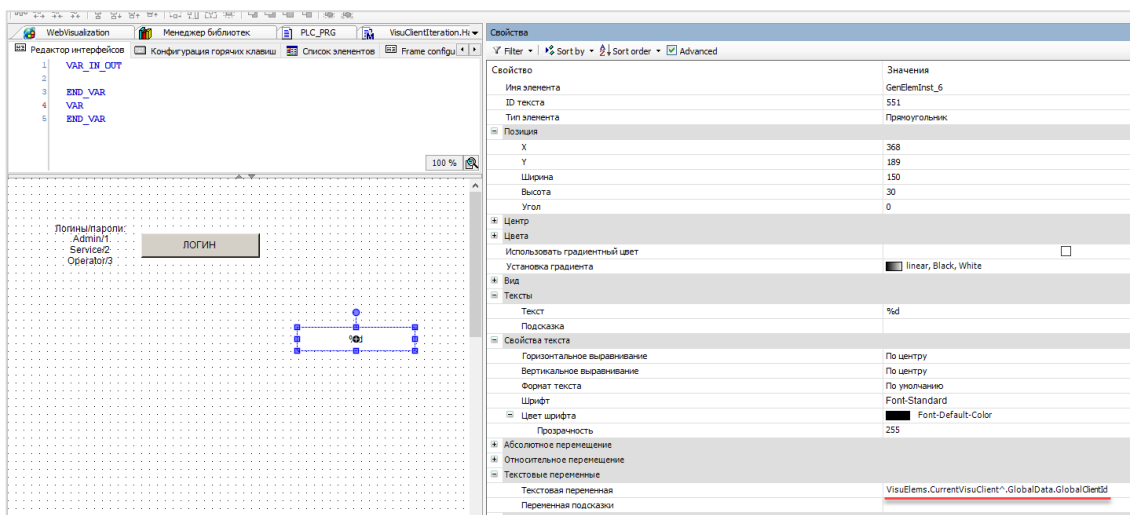 WebVisualization
Менеджер библиотек
PLC_PRG
VisuClientIteration.
Редактор интерфейсов
Конфигурация горячих клавиш
Список элементов
Frame configu
1 VAR_IN_OUT
2
3 END_VAR
4 VAR
5 END_VAR
100 %
Логины/пароли:
Admin/1
Service/2
Operator/3
ЛОГИН
%d
Свойства
Filter Sort by Sort order Advanced
Свойство Значения
Имя элемента GenElemInst_6
ID текста 551
Тип элемента Прямоугольник
Позиция
X 368
Y 189
Ширина 150
Высота 30
Угол 0
Центр
Цвета
Использовать градиентный цвет
Установка градиента linear, Black, White
Вид
Тексты
Текст %d
Подсказка
Свойства текста
Горизонтальное выравнивание По центру
Вертикальное выравнивание По центру
Формат текста По умолчанию
Шрифт Font-Standard
Цвет шрифта Font-Default-Color
Прозрачность 255
Абсолютное перемещение
Относительное перемещение
Текстовые переменные
Текстовая переменная VisuElems.CurrentVisuClient^.GlobalData.GlobalClientId
Переменная подсказки